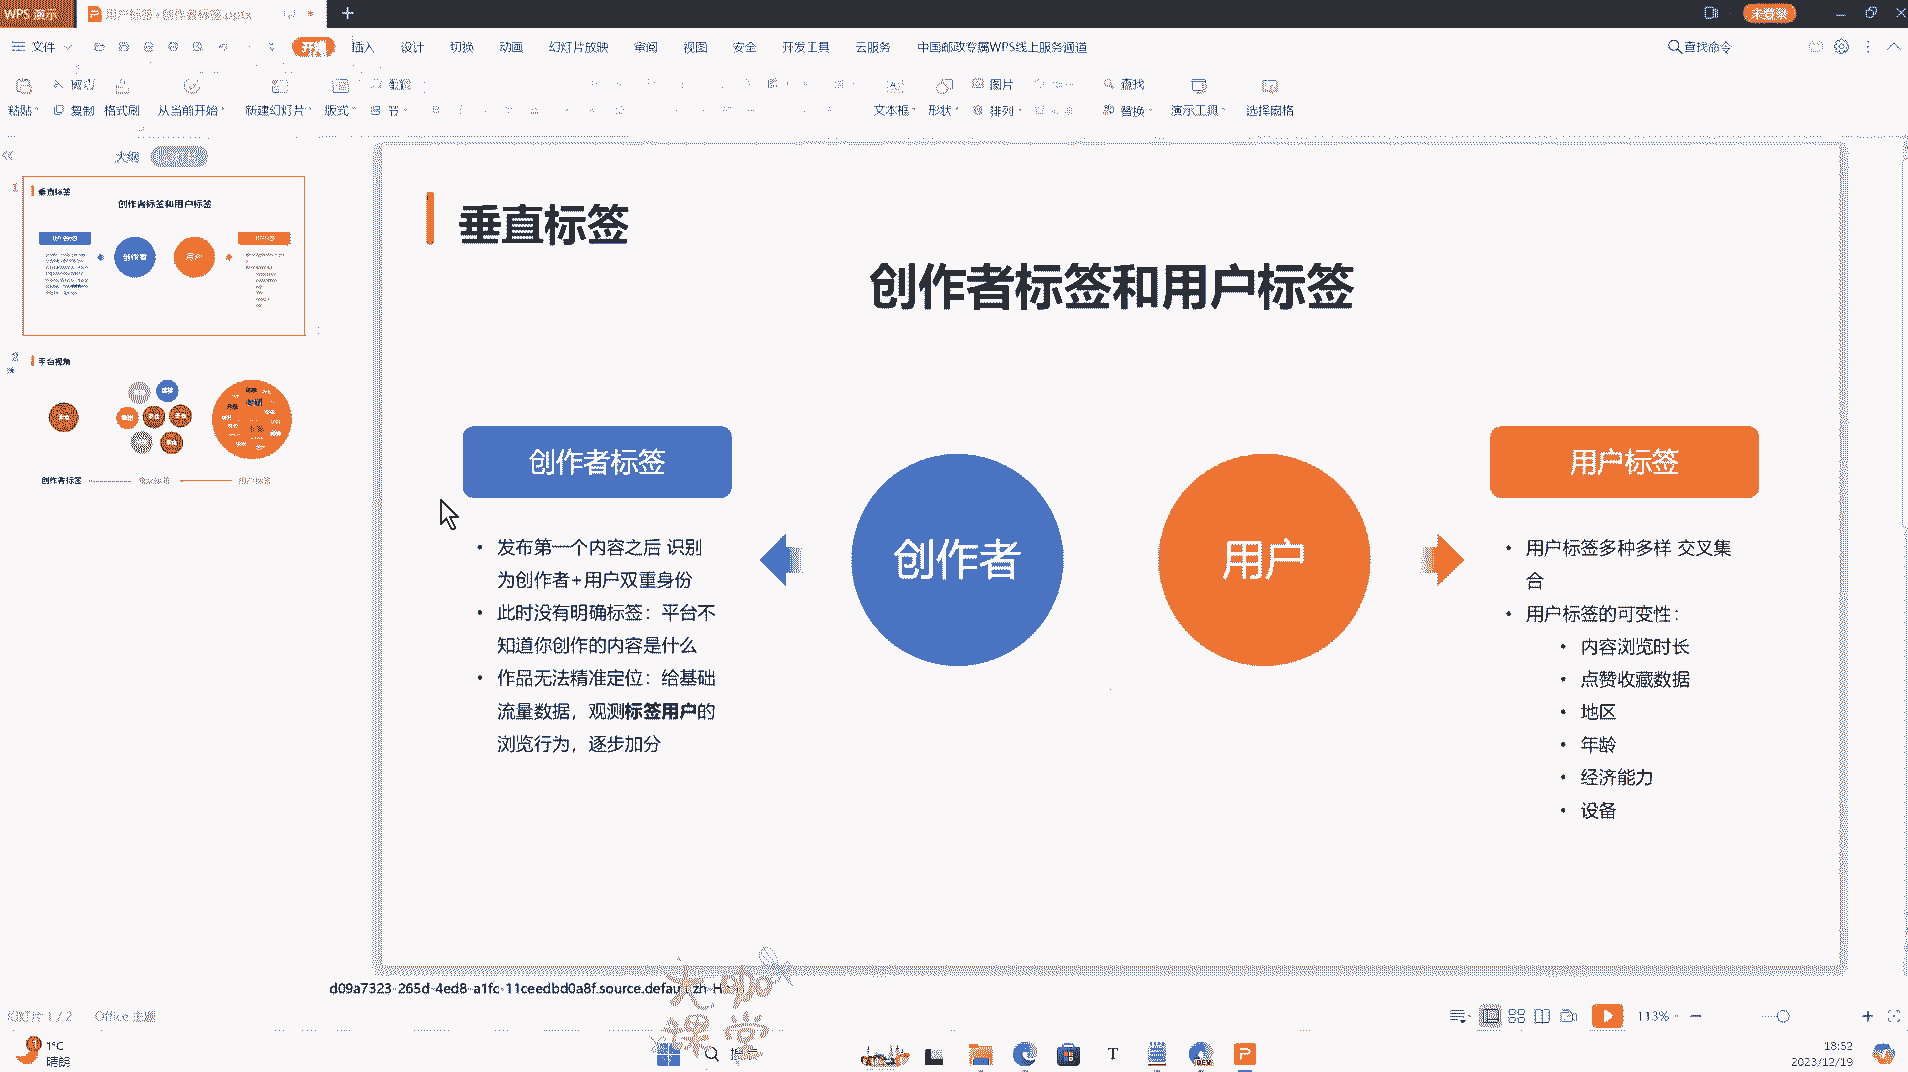 WPS 演示
用户标签·创作者标签.pptx
未登录
文件
开始
插入
设计
切换
动画
幻灯片放映
审阅
视图
安全
开发工具
云服务
中国邮政专属WPS线上服务通道
查找命令
粘贴
复制
格式刷
从当前开始
新建幻灯片
版式
节
文本框
形状
图片
排列
查找
替换
演示工具
选择窗格
大纲
1
垂直标签
创作者标签和用户标签
创作者
用户
2
平台视角
创作者标签
垂直标签
创作者标签和用户标签
创作者标签
• 发布第一个内容之后 识别
为创作者+用户双重身份
• 此时没有明确标签：平台不
知道你创作的内容是什么
• 作品无法精准定位：给基础
流量数据，观测标签用户的
浏览行为，逐步加分
创作者
用户
用户标签
• 用户标签多种多样 交叉集
合
• 用户标签的可变性：
• 内容浏览时长
• 点赞收藏数据
• 地区
• 年龄
• 经济能力
• 设备
d09a7323-265d-4ed8-a1fc-11ceedbd0a8f.source.default.zh-H
课堂
幻灯片 1 / 2
Office 主题
113%
1°C
晴朗
18:52
2023/12/19